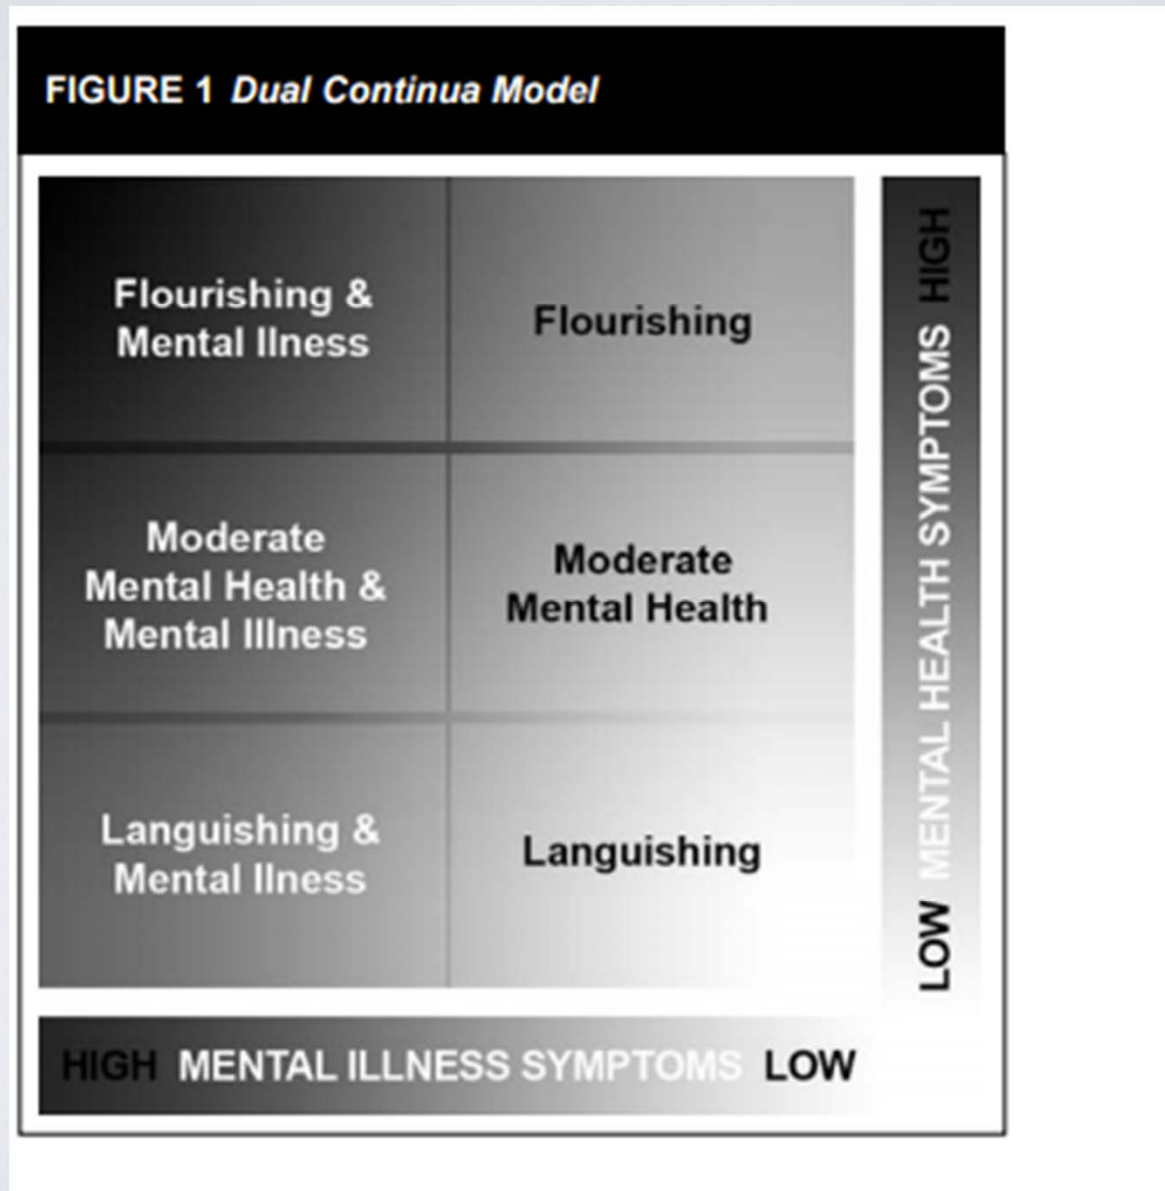 FIGURE 1 Dual Continua Model
Flourishing &
Mental Ilness
Flourishing
Moderate
Mental Health &
Mental Illness
Moderate
Mental Health
Languishing &
Mental Ilness
Languishing
LOW MENTAL HEALTH SYMPTOMS HIGH
HIGH MENTAL ILLNESS SYMPTOMS LOW